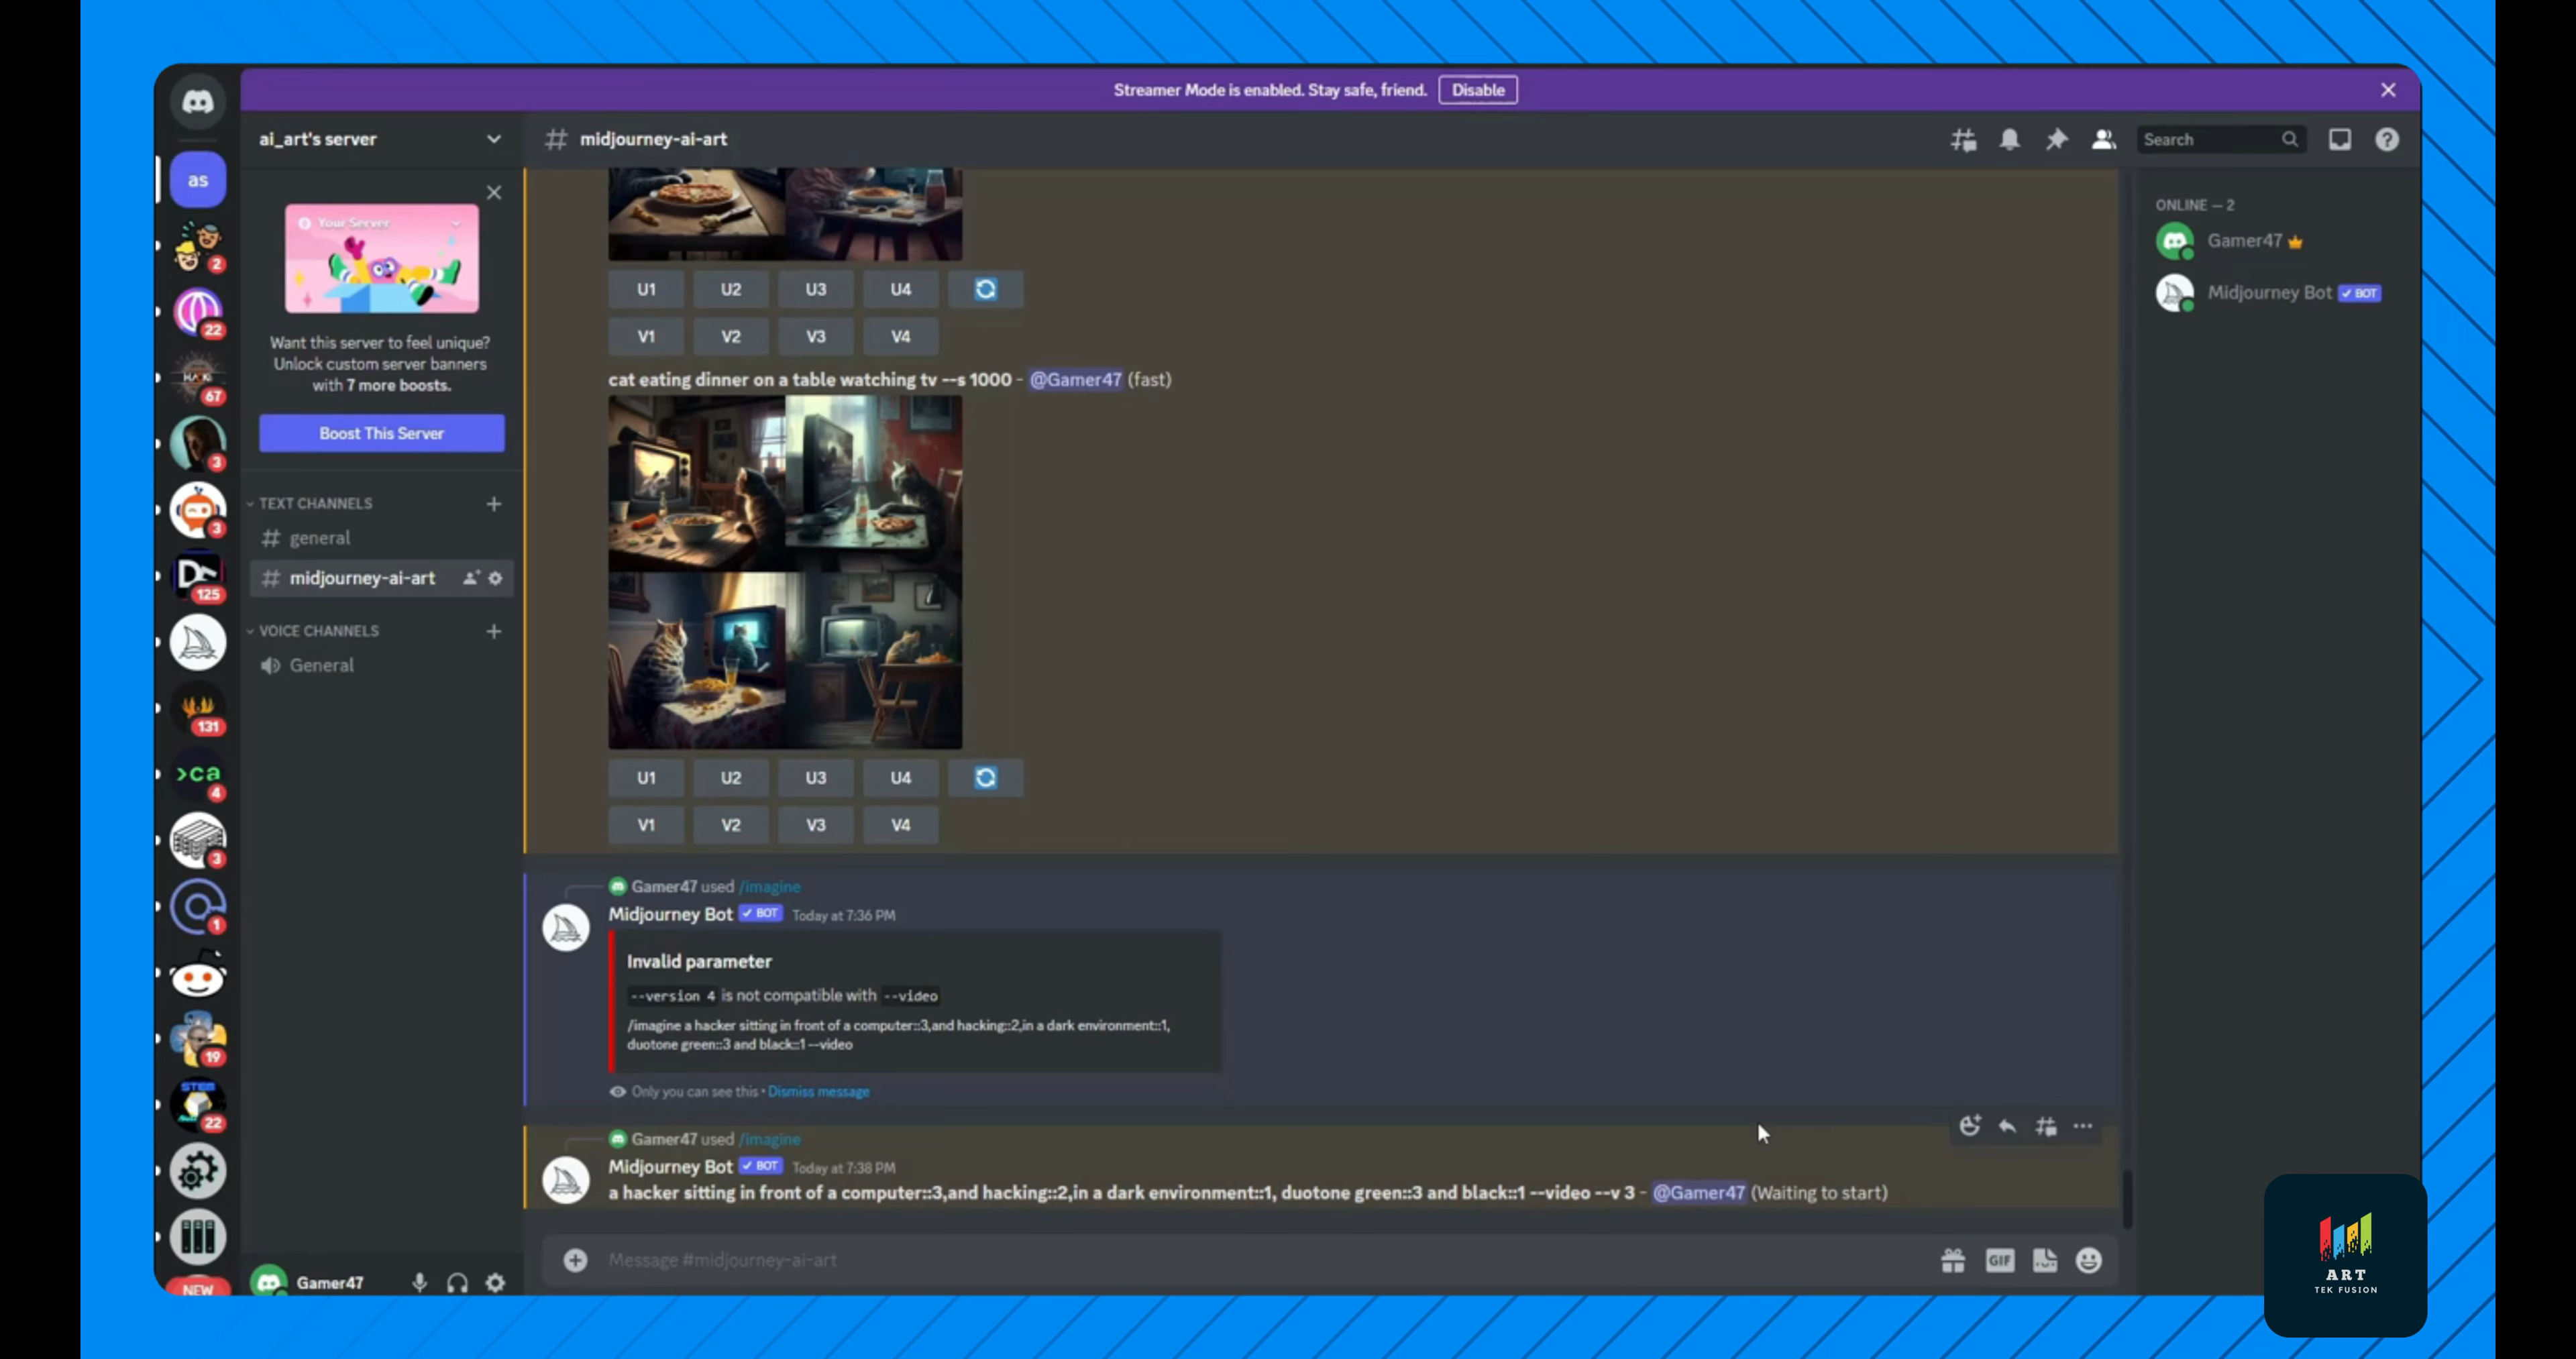 Streamer Mode is enabled. Stay safe, friend. Disable
ai_art's server
midjourney-ai-art
Search
as
Your Server
2
22
67
3
3
125
131
>ca
4
3
1
19
STEM
22
NEW
Want this server to feel unique?
Unlock custom server banners
with 7 more boosts.
Boost This Server
TEXT CHANNELS
general
midjourney-ai-art
VOICE CHANNELS
General
Gamer47
U1 U2 U3 U4
V1 V2 V3 V4
cat eating dinner on a table watching tv --s 1000 - @Gamer47 (fast)
U1 U2 U3 U4
V1 V2 V3 V4
Gamer47 used /imagine
Midjourney Bot ✓ BOT Today at 7:36 PM
Invalid parameter
--version 4 is not compatible with --video
/imagine a hacker sitting in front of a computer::3,and hacking::2,in a dark environment::1,
duotone green::3 and black::1 --video
Only you can see this • Dismiss message
Gamer47 used /imagine
Midjourney Bot ✓ BOT Today at 7:38 PM
a hacker sitting in front of a computer::3,and hacking::2,in a dark environment::1, duotone green::3 and black::1 --video --v 3 - @Gamer47 (Waiting to start)
Message #midjourney-ai-art
GIF
ONLINE — 2
Gamer47
Midjourney Bot ✓ BOT
ART
TEK FUSION